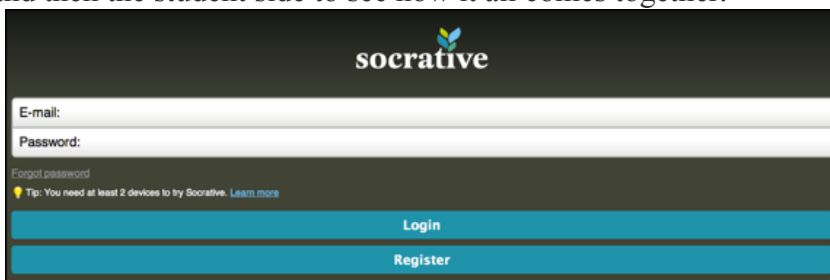 and then the student side to see how it all comes together.
socrative
E-mail:
Password:
Forgot password
Tip: You need at least 2 devices to try Socrative. Learn more
Login
Register